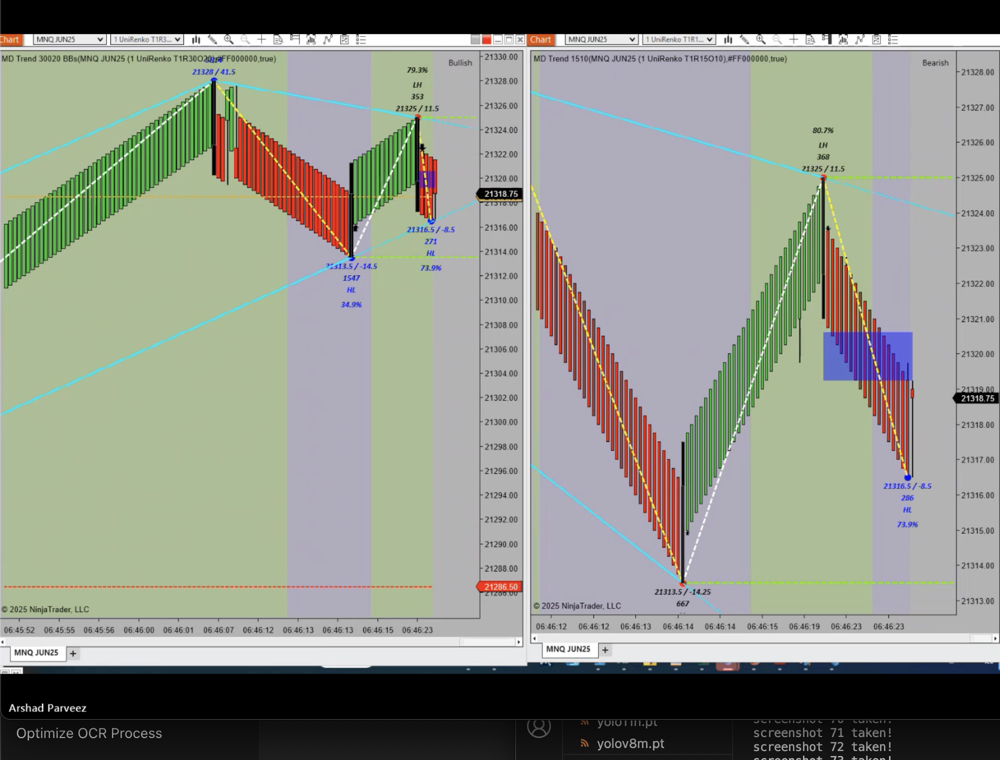 Chart
MNQ JUN25
1 UniRenko T1R3...
MD Trend 30020 BBs(MNQ JUN25 (1 UniRenko T1R30O20),#FF000000,true)
Bullish
21328 / 41.5
79.3%
LH
353
21325 / 11.5
21313.5 / -14.5
1547
HL
34.9%
21316.5 / -8.5
271
HL
73.9%
21330.00
21328.00
21326.00
21324.00
21322.00
21320.00
21318.75
21318.00
21316.00
21314.00
21312.00
21310.00
21308.00
21306.00
21304.00
21302.00
21300.00
21299.00
21298.00
21296.00
21294.00
21292.00
21290.00
21288.00
21286.50
© 2025 NinjaTrader, LLC
06:45:52
06:45:55
06:45:56
06:46:00
06:46:01
06:46:07
06:46:12
06:46:13
06:46:13
06:46:15
06:46:23
MNQ JUN25
+
Chart
MNQ JUN25
1 UniRenko T1R1...
MD Trend 1510(MNQ JUN25 (1 UniRenko T1R15O10),#FF000000,true)
Bearish
80.7%
LH
368
21325 / 11.5
21316.5 / -8.5
286
HL
73.9%
21313.5 / -14.25
667
21328.00
21327.00
21326.00
21325.00
21324.00
21323.00
21322.00
21321.00
21320.00
21319.00
21318.75
21318.00
21317.00
21316.00
21315.00
21314.00
21313.00
© 2025 NinjaTrader, LLC
06:46:12
06:46:12
06:46:13
06:46:14
06:46:14
06:46:15
06:46:19
06:46:23
06:46:23
MNQ JUN25
+
Arshad Parveez
Optimize OCR Process
yolo11n.pt
yolov8m.pt
screenshot 70 taken!
screenshot 71 taken!
screenshot 72 taken!
screenshot 73 taken!